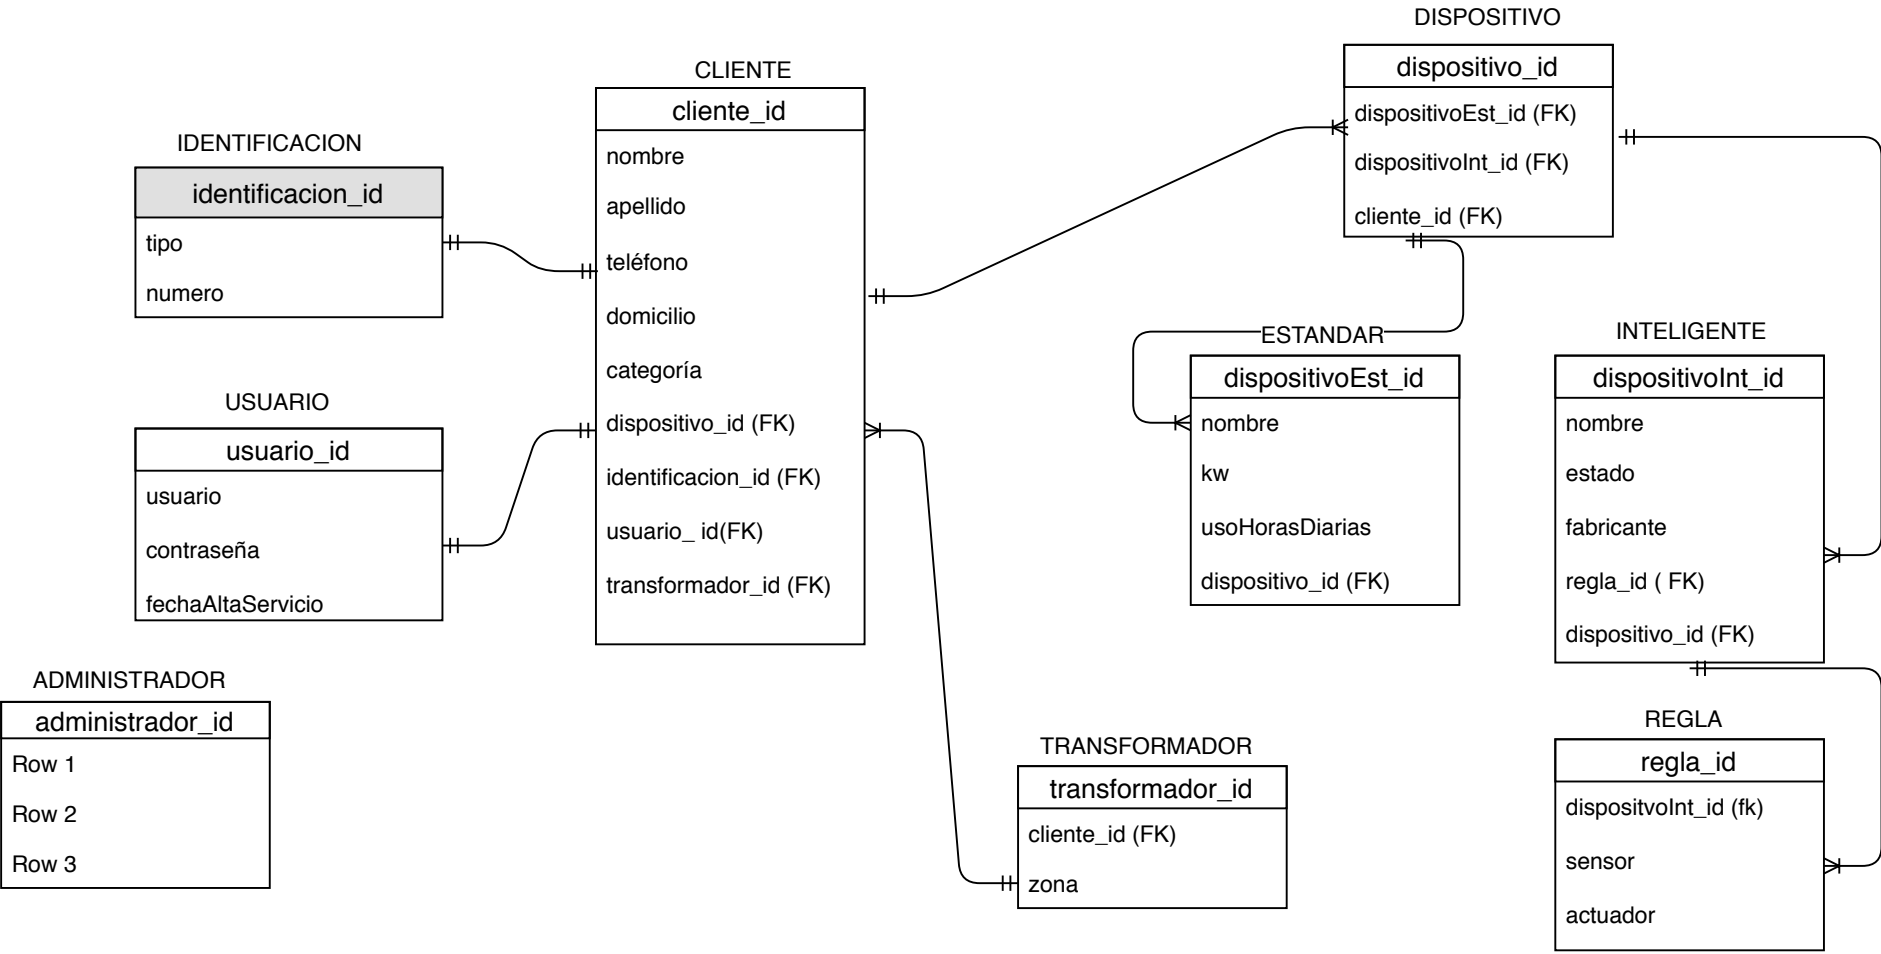 IDENTIFICACION
identificacion_id
tipo
numero
USUARIO
usuario_id
usuario
contraseña
fechaAltaServicio
ADMINISTRADOR
administrador_id
Row 1
Row 2
Row 3
CLIENTE
cliente_id
nombre
apellido
teléfono
domicilio
categoría
dispositivo_id (FK)
identificacion_id (FK)
usuario_ id(FK)
transformador_id (FK)
TRANSFORMADOR
transformador_id
cliente_id (FK)
zona
DISPOSITIVO
dispositivo_id
dispositivoEst_id (FK)
dispositivoInt_id (FK)
cliente_id (FK)
ESTANDAR
dispositivoEst_id
nombre
kw
usoHorasDiarias
dispositivo_id (FK)
INTELIGENTE
dispositivoInt_id
nombre
estado
fabricante
regla_id ( FK)
dispositivo_id (FK)
REGLA
regla_id
dispositvoInt_id (fk)
sensor
actuador